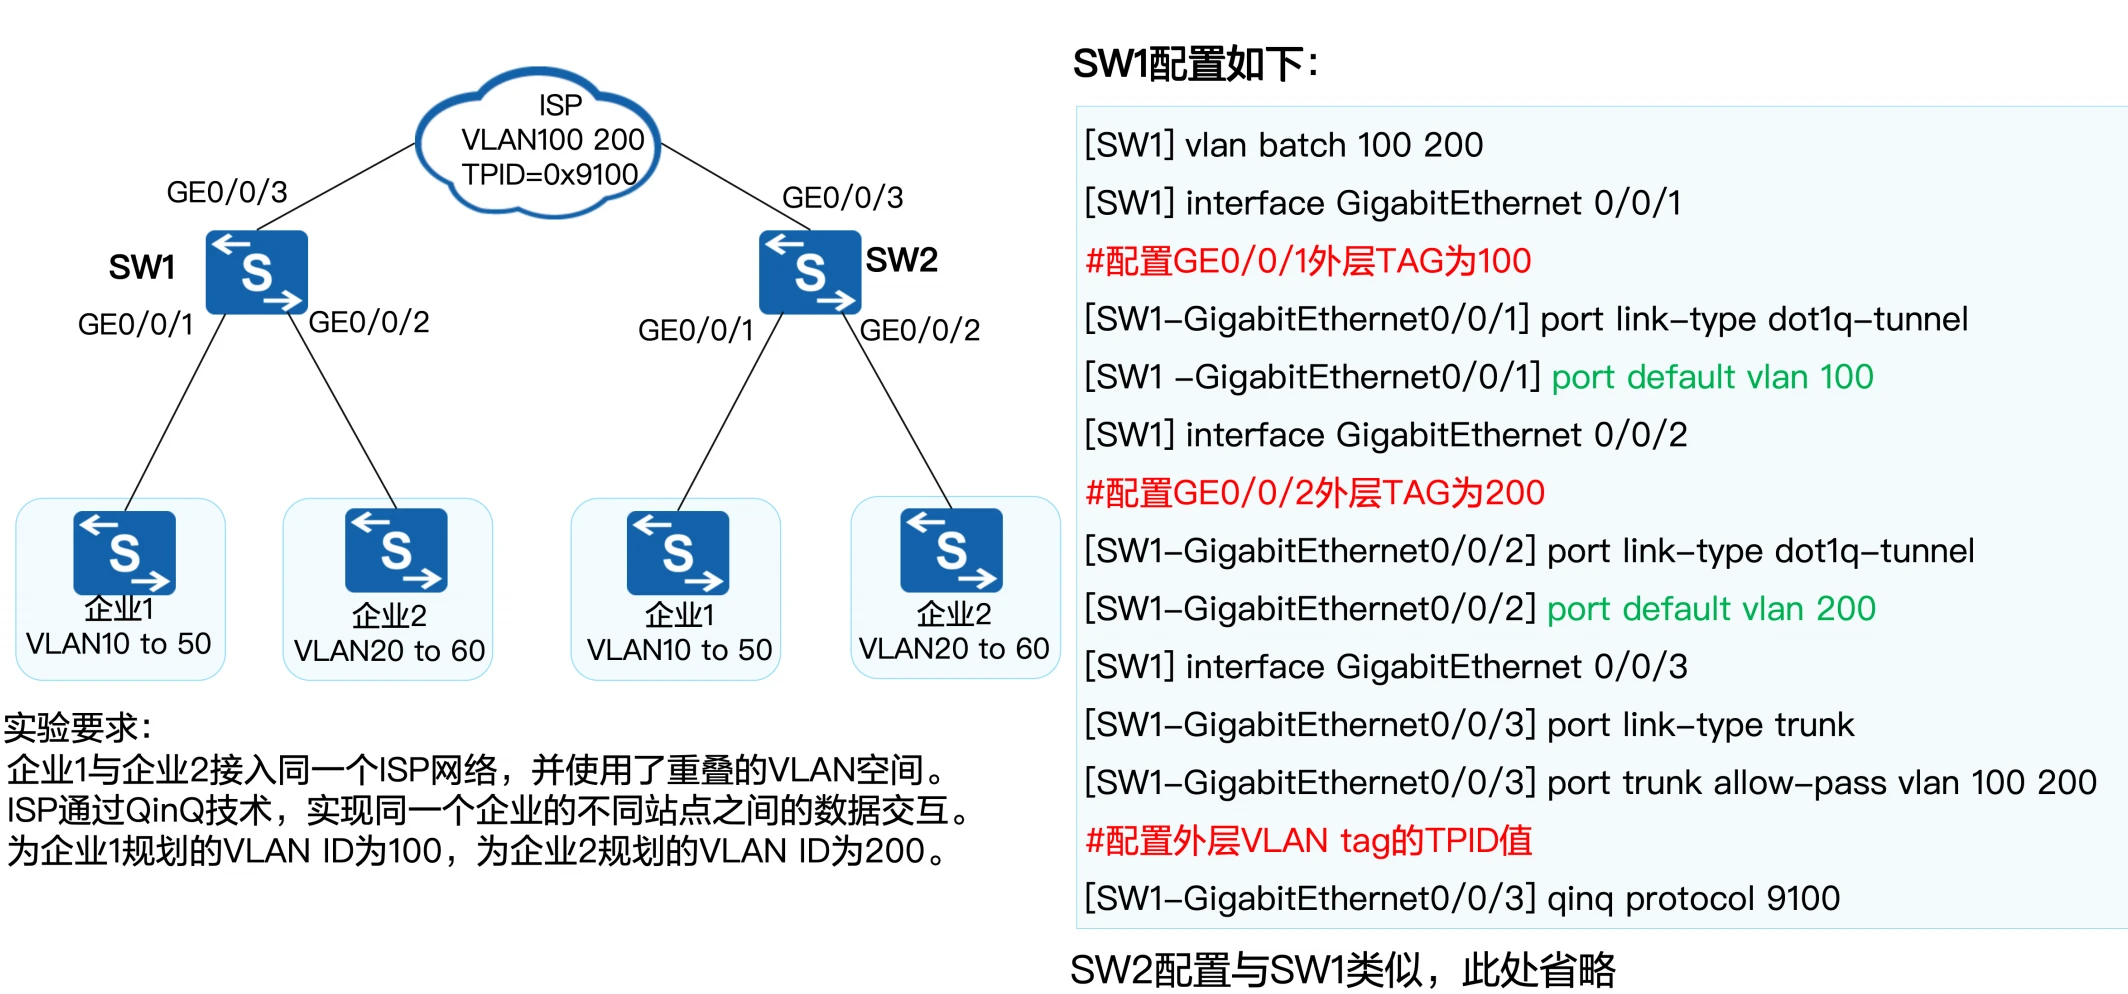 ISP
VLAN100 200
TPID=0x9100
GE0/0/3
GE0/0/3
SW1
S
S
SW2
GE0/0/1
GE0/0/2
GE0/0/1
GE0/0/2
S
S
S
S
企业1
VLAN10 to 50
企业2
VLAN20 to 60
企业1
VLAN10 to 50
企业2
VLAN20 to 60
实验要求：
企业1与企业2接入同一个ISP网络，并使用了重叠的VLAN空间。
ISP通过QinQ技术，实现同一个企业的不同站点之间的数据交互。
为企业1规划的VLAN ID为100，为企业2规划的VLAN ID为200。
SW1配置如下：
[SW1] vlan batch 100 200
[SW1] interface GigabitEthernet 0/0/1
#配置GE0/0/1外层TAG为100
[SW1-GigabitEthernet0/0/1] port link-type dot1q-tunnel
[SW1 -GigabitEthernet0/0/1] port default vlan 100
[SW1] interface GigabitEthernet 0/0/2
#配置GE0/0/2外层TAG为200
[SW1-GigabitEthernet0/0/2] port link-type dot1q-tunnel
[SW1-GigabitEthernet0/0/2] port default vlan 200
[SW1] interface GigabitEthernet 0/0/3
[SW1-GigabitEthernet0/0/3] port link-type trunk
[SW1-GigabitEthernet0/0/3] port trunk allow-pass vlan 100 200
#配置外层VLAN tag的TPID值
[SW1-GigabitEthernet0/0/3] qinq protocol 9100
SW2配置与SW1类似，此处省略